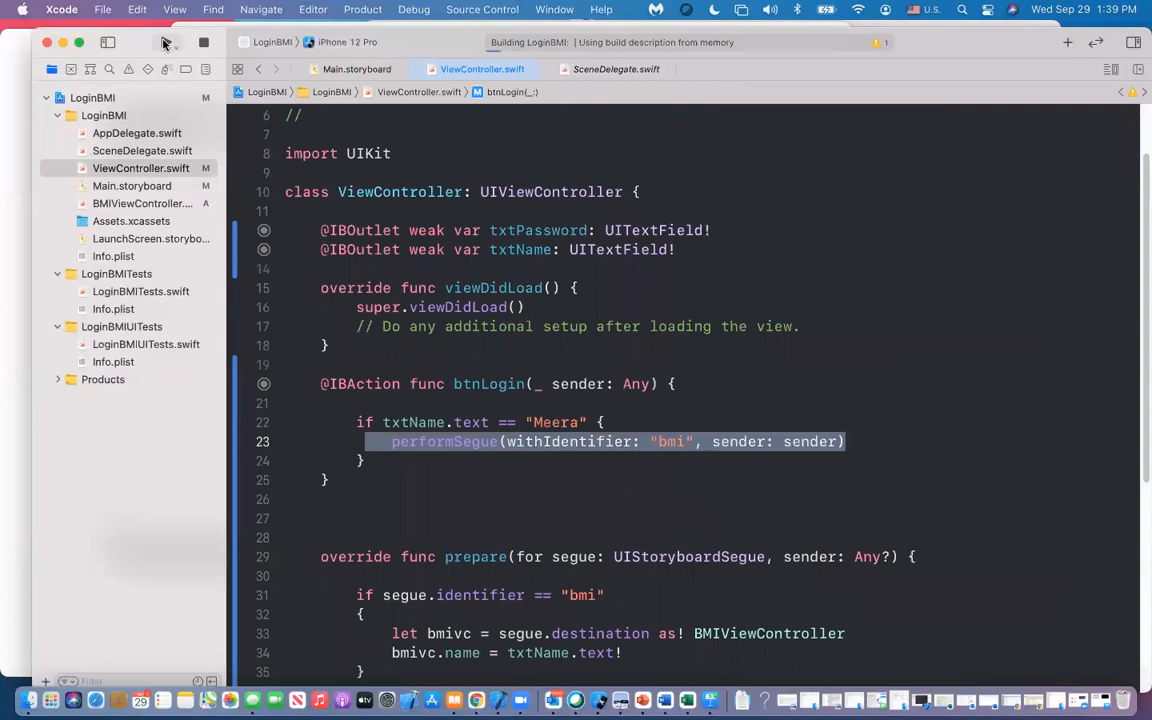 Xcode File Edit View Find Navigate Editor Product Debug Source Control Window Help U.S. Wed Sep 29 1:39 PM
LoginBMI iPhone 12 Pro Building LoginBMI: | Using build description from memory 1
Main.storyboard ViewController.swift SceneDelegate.swift
LoginBMI LoginBMI ViewController.swift M btnLogin(_:)
LoginBMI M
LoginBMI
AppDelegate.swift
SceneDelegate.swift
ViewController.swift M
Main.storyboard M
BMIViewController.... A
Assets.xcassets
LaunchScreen.storybo...
Info.plist
LoginBMITests
LoginBMITests.swift
Info.plist
LoginBMIUITests
LoginBMIUITests.swift
Info.plist
Products
Filter
6 //
7
8 import UIKit
9
10 class ViewController: UIViewController {
11
@IBOutlet weak var txtPassword: UITextField!
@IBOutlet weak var txtName: UITextField!
14
15 override func viewDidLoad() {
16 super.viewDidLoad()
17 // Do any additional setup after loading the view.
18 }
19
@IBAction func btnLogin(_ sender: Any) {
21
22 if txtName.text == "Meera" {
23 performSegue(withIdentifier: "bmi", sender: sender)
24 }
25 }
26
27
28
29 override func prepare(for segue: UIStoryboardSegue, sender: Any?) {
30
31 if segue.identifier == "bmi"
32 {
33 let bmivc = segue.destination as! BMIViewController
34 bmivc.name = txtName.text!
35 }